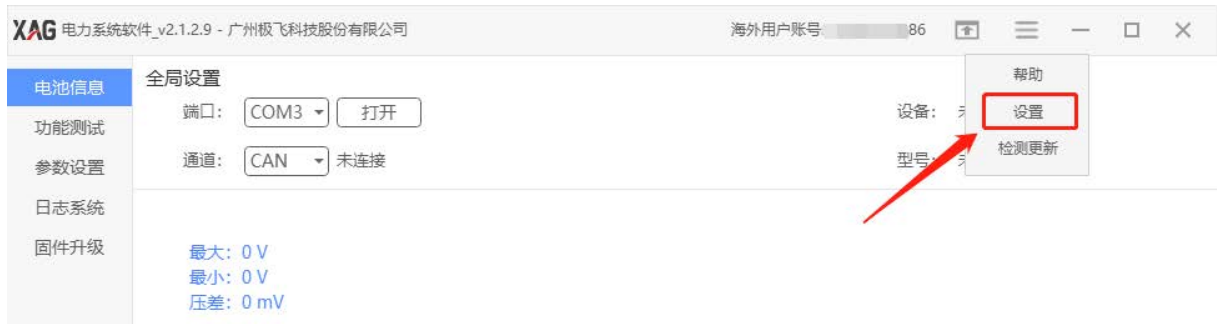 XAG 电力系统软件_v2.1.2.9 - 广州极飞科技股份有限公司 海外用户账号 86
电池信息
功能测试
参数设置
日志系统
固件升级
全局设置
端口: COM3 打开
通道: CAN 未连接
设备:
型号:
帮助
设置
检测更新
最大: 0 V
最小: 0 V
压差: 0 mV